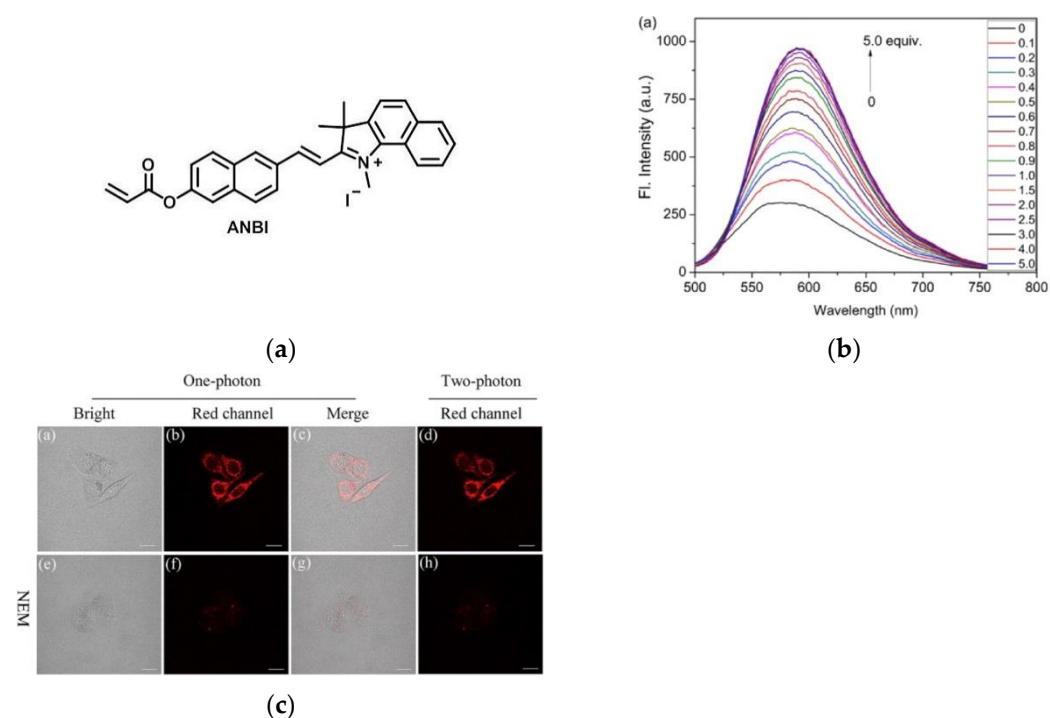 O
O
N
+
I⁻
ANBI
(a)
(a)
Fl. Intensity (a.u.)
1000
750
500
250
0
5.0 equiv.
0
500 550 600 650 700 750 800
Wavelength (nm)
0
0.1
0.2
0.3
0.4
0.5
0.6
0.7
0.8
0.9
1.0
1.5
2.0
2.5
3.0
4.0
5.0
(b)
One-photon Two-photon
Bright Red channel Merge Red channel
(a) (b) (c) (d)
NEM
(e) (f) (g) (h)
(c)